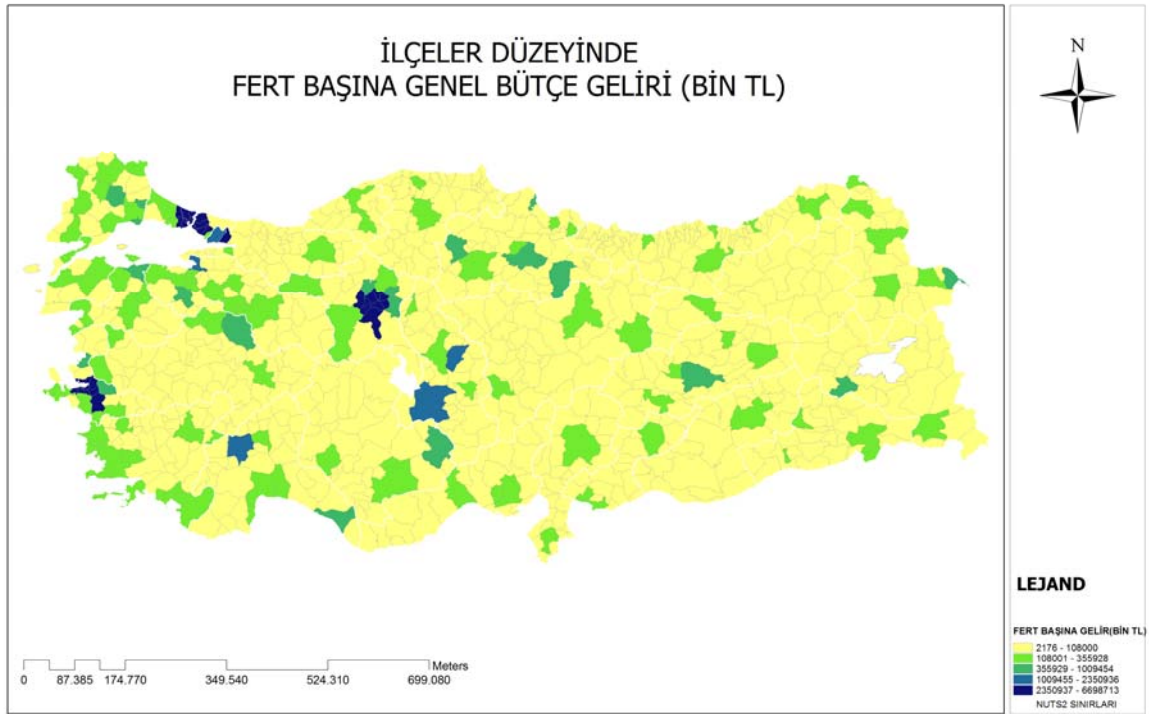 İLÇELER DÜZEYİNDE
FERT BAŞINA GENEL BÜTÇE GELİRİ (BİN TL)
N
LEJAND
FERT BAŞINA GELİR(BİN TL)
2176 - 108000
108001 - 355928
355929 - 1009454
1009455 - 2350936
2350937 - 6698713
NUTS2 SINIRLARI
Meters
0 87.385 174.770 349.540 524.310 699.080